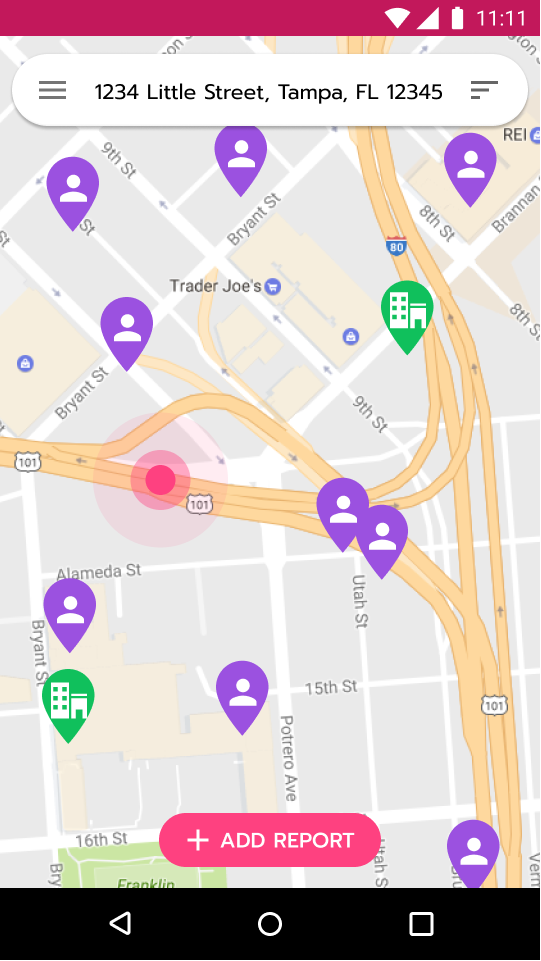 11:11
1234 Little Street, Tampa, FL 12345
REI
9th St
8th St
Brannan
Bryant St
80
Trader Joe's
8th S
Bryant St
9th St
101
101
Alameda St
Utah St
Bryant St
15th St
101
Potrero Ave
16th St
ADD REPORT
Franklin